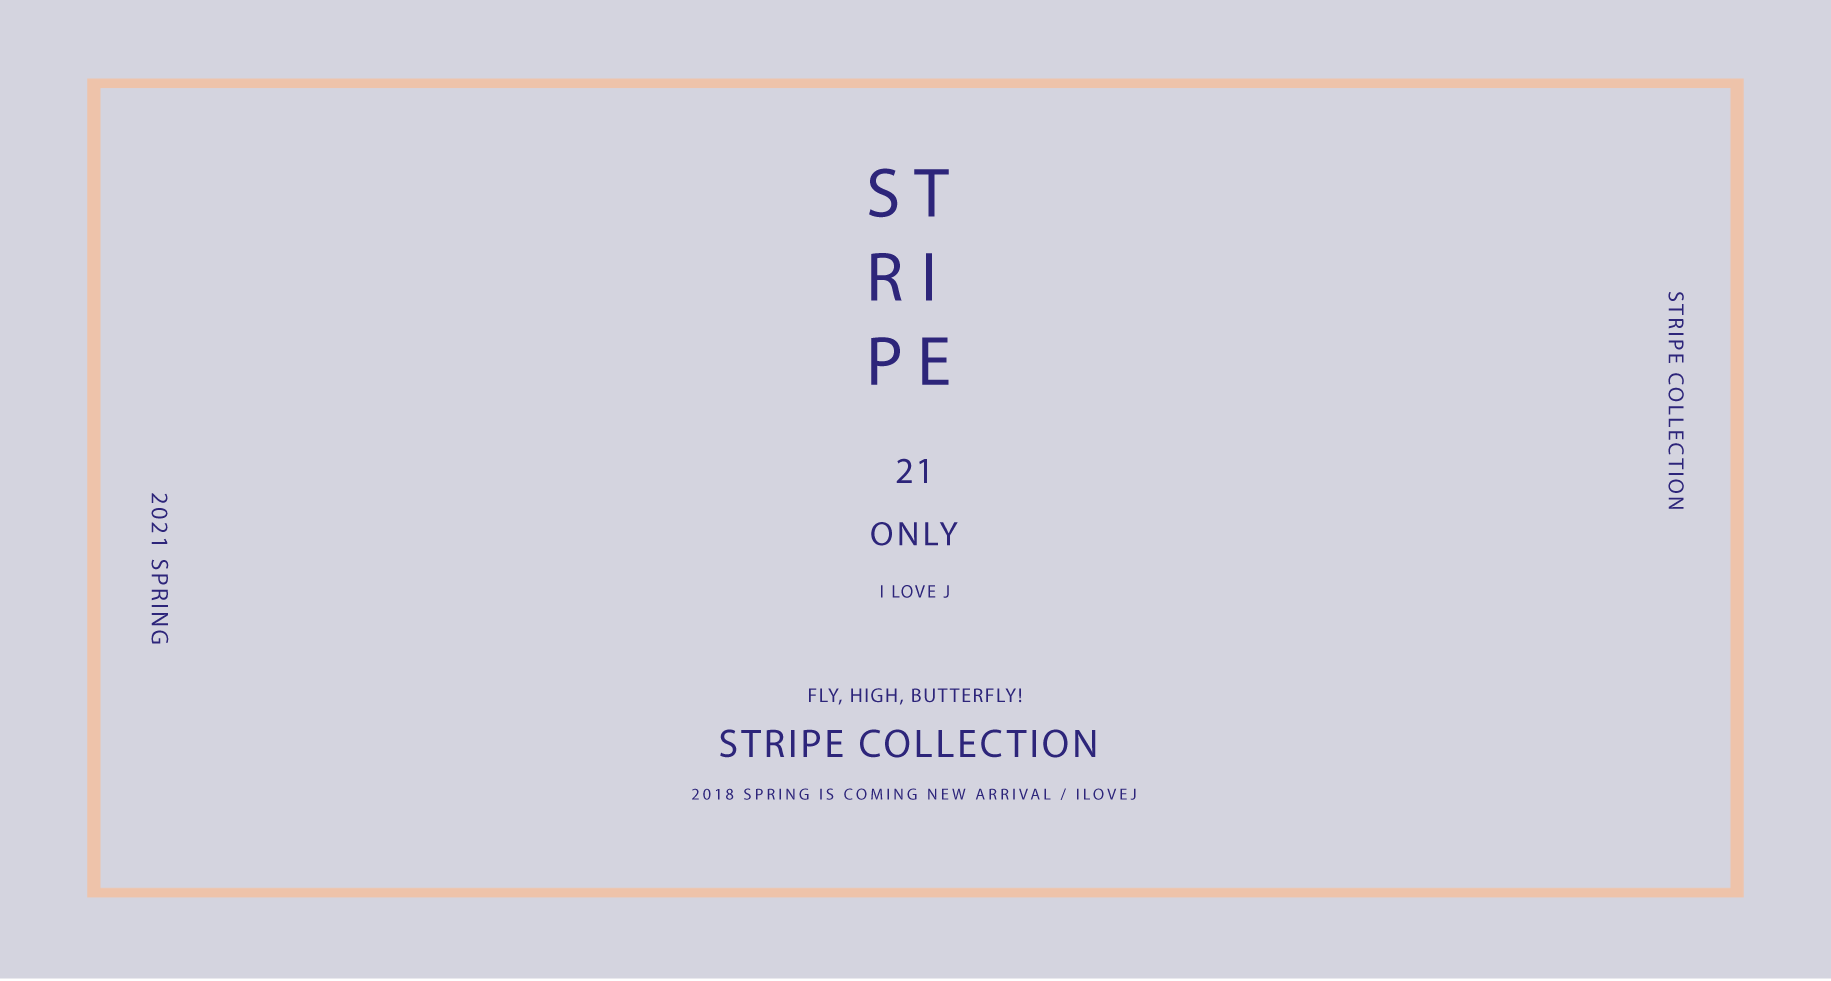 ST
RI
PE
21
ONLY
I LOVE J
2021 SPRING
STRIPE COLLECTION
FLY, HIGH, BUTTERFLY!
STRIPE COLLECTION
2018 SPRING IS COMING NEW ARRIVAL / ILOVEJ